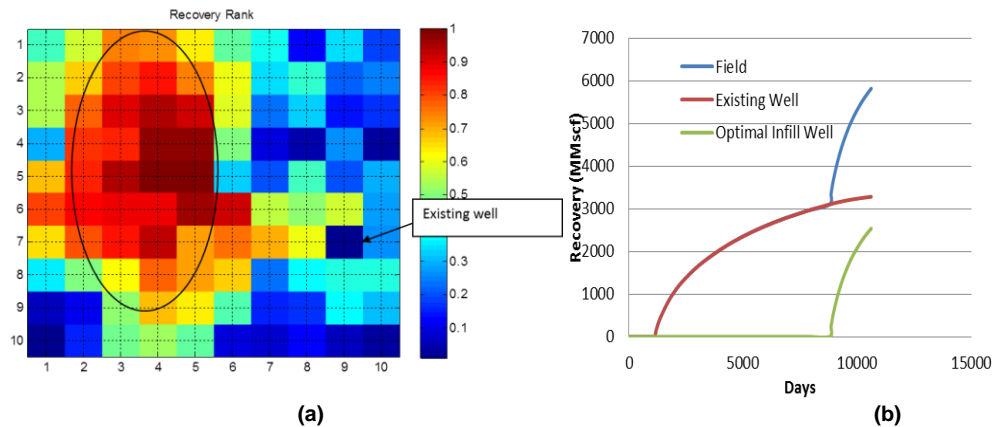 Recovery Rank
1
2
3
4
5
6
7
8
9
10
1 2 3 4 5 6 7 8 9 10
1
0.9
0.8
0.7
0.6
0.5
0.4
0.3
0.2
0.1
Existing well
(a)
7000
6000
5000
4000
3000
2000
1000
0
Recovery (MMscf)
Field
Existing Well
Optimal Infill Well
0 5000 10000 15000
Days
(b)